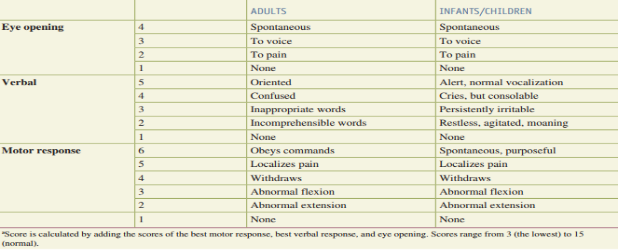 ADULTS INFANTS/CHILDREN
Eye opening 4 Spontaneous Spontaneous
3 To voice To voice
2 To pain To pain
1 None None
Verbal 5 Oriented Alert, normal vocalization
4 Confused Cries, but consolable
3 Inappropriate words Persistently irritable
2 Incomprehensible words Restless, agitated, moaning
1 None None
Motor response 6 Obeys commands Spontaneous, purposeful
5 Localizes pain Localizes pain
4 Withdraws Withdraws
3 Abnormal flexion Abnormal flexion
2 Abnormal extension Abnormal extension
1 None None
ᵃScore is calculated by adding the scores of the best motor response, best verbal response, and eye opening. Scores range from 3 (the lowest) to 15
(normal).